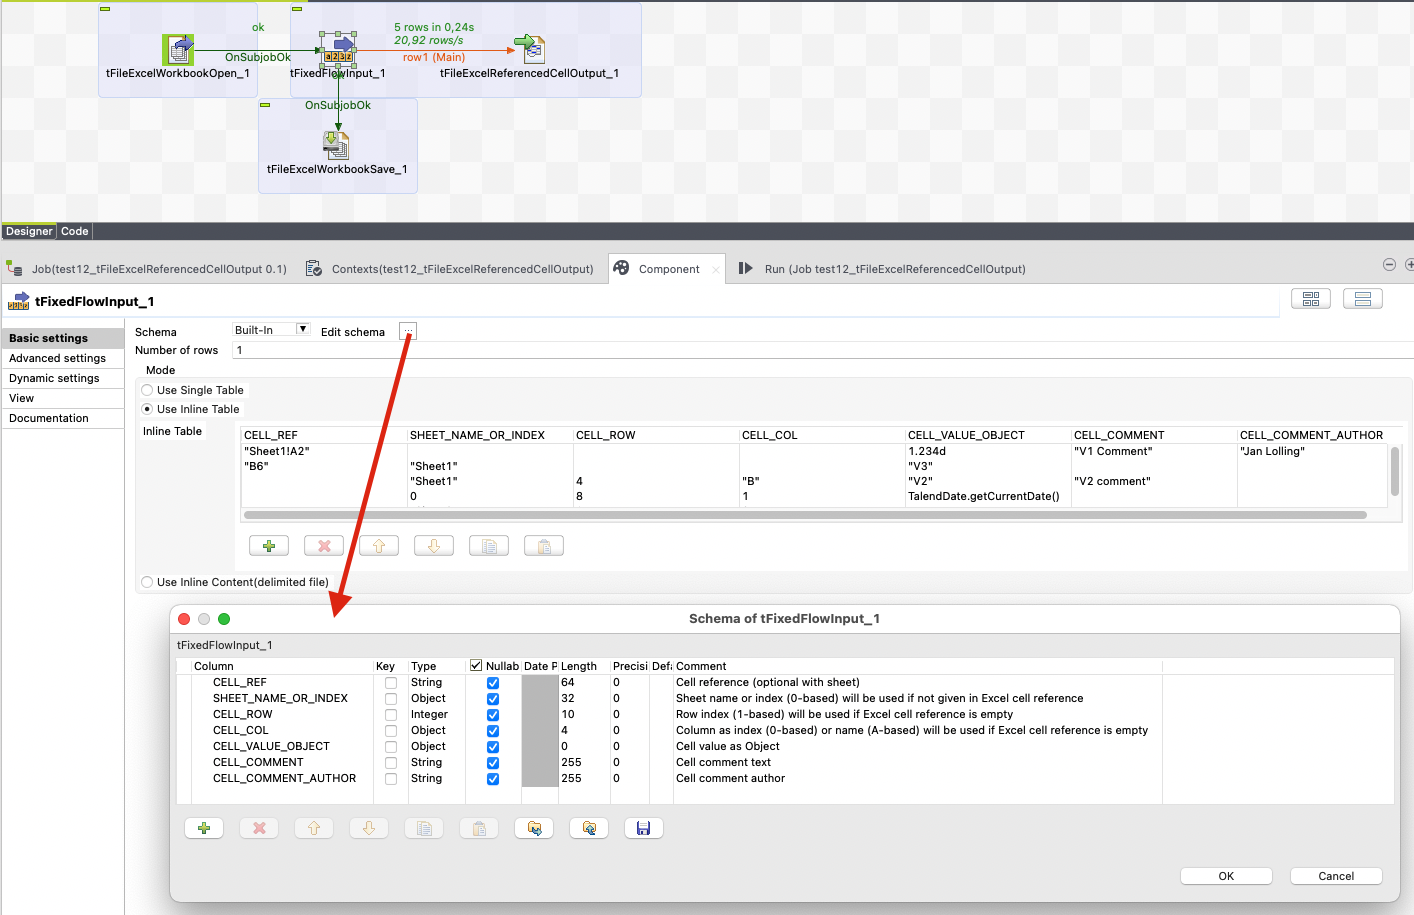 ok
5 rows in 0,24s
20,92 rows/s
OnSubjobOk
row1 (Main)
tFileExcelWorkbookOpen_1
tFixedFlowInput_1
tFileExcelReferencedCellOutput_1
OnSubjobOk
tFileExcelWorkbookSave_1
Designer Code
Job(test12_tFileExcelReferencedCellOutput 0.1) Contexts(test12_tFileExcelReferencedCellOutput) Component Run (Job test12_tFileExcelReferencedCellOutput)
tFixedFlowInput_1
Basic settings
Advanced settings
Dynamic settings
View
Documentation
Schema Built-In Edit schema ...
Number of rows 1
Mode
Use Single Table
Use Inline Table
Inline Table
CELL_REF SHEET_NAME_OR_INDEX CELL_ROW CELL_COL CELL_VALUE_OBJECT CELL_COMMENT CELL_COMMENT_AUTHOR
"Sheet1!A2" 1.234d "V1 Comment" "Jan Lolling"
"B6" "Sheet1" "V3"
"Sheet1" 4 "B" "V2" "V2 comment"
0 8 1 TalendDate.getCurrentDate()
Use Inline Content(delimited file)
Schema of tFixedFlowInput_1
tFixedFlowInput_1
Column Key Type Nullab Date P Length Precisi Defa Comment
CELL_REF String 64 0 Cell reference (optional with sheet)
SHEET_NAME_OR_INDEX Object 32 0 Sheet name or index (0-based) will be used if not given in Excel cell reference
CELL_ROW Integer 10 0 Row index (1-based) will be used if Excel cell reference is empty
CELL_COL Object 4 0 Column as index (0-based) or name (A-based) will be used if Excel cell reference is empty
CELL_VALUE_OBJECT Object 0 0 Cell value as Object
CELL_COMMENT String 255 0 Cell comment text
CELL_COMMENT_AUTHOR String 255 0 Cell comment author
OK Cancel